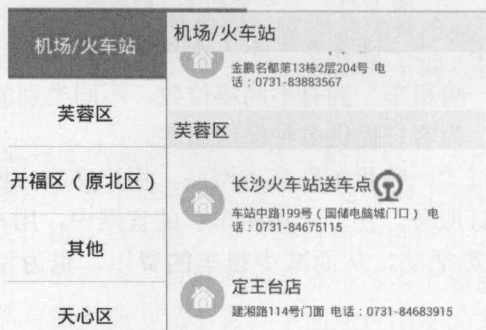 机场/火车站
芙蓉区
开福区（原北区）
其他
天心区
机场/火车站
金鹏名都第13栋2层204号 电
话：0731-83883567
芙蓉区
长沙火车站送车点
车站中路199号（国储电脑城门口） 电
话：0731-84675115
定王台店
建湘路114号门面 电话：0731-84683915